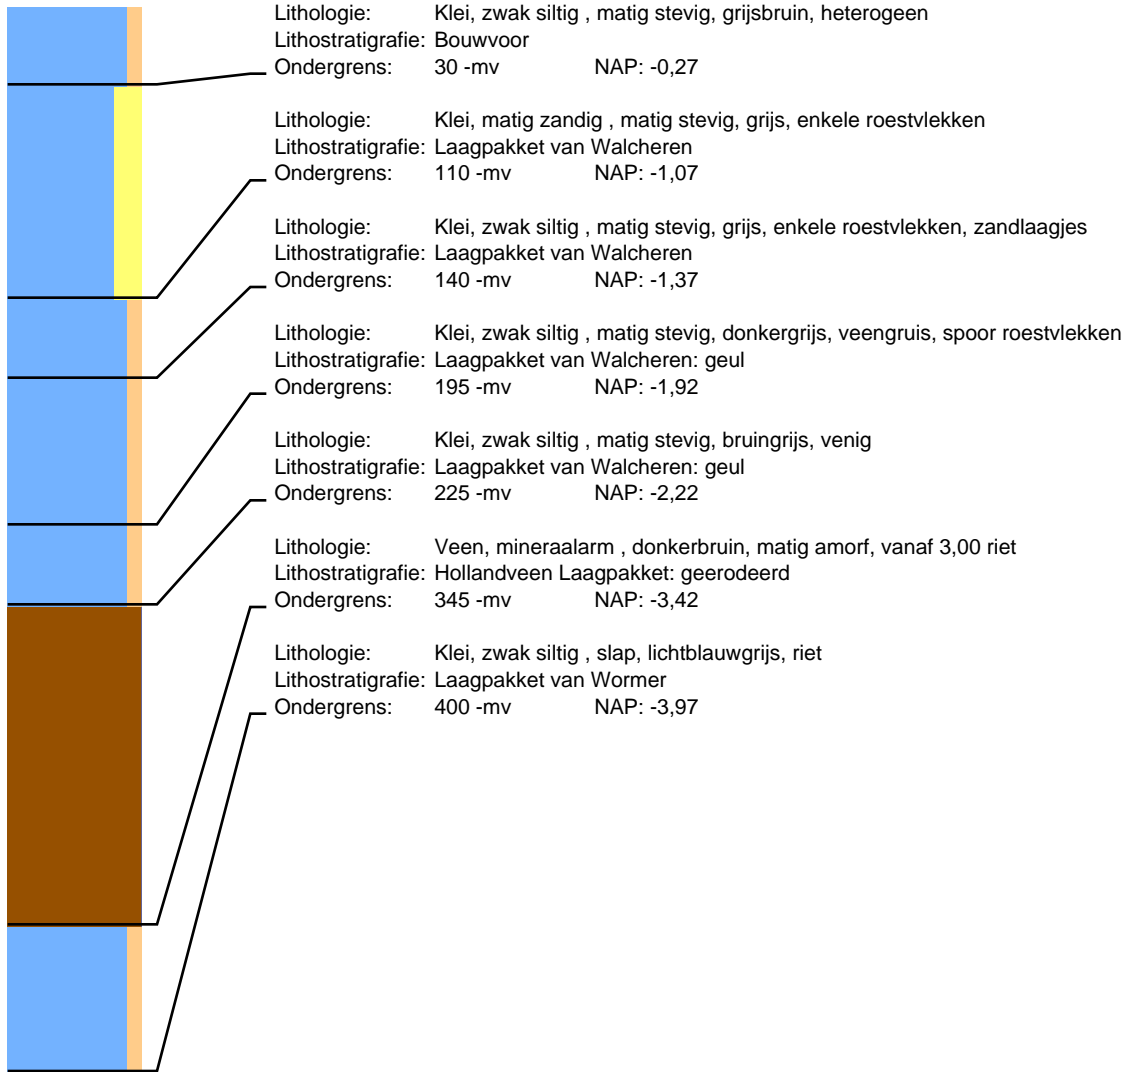 Lithologie: Klei, zwak siltig , matig stevig, grijsbruin, heterogeen
Lithostratigrafie: Bouwvoor
Ondergrens: 30 -mv NAP: -0,27
Lithologie: Klei, matig zandig , matig stevig, grijs, enkele roestvlekken
Lithostratigrafie: Laagpakket van Walcheren
Ondergrens: 110 -mv NAP: -1,07
Lithologie: Klei, zwak siltig , matig stevig, grijs, enkele roestvlekken, zandlaagjes
Lithostratigrafie: Laagpakket van Walcheren
Ondergrens: 140 -mv NAP: -1,37
Lithologie: Klei, zwak siltig , matig stevig, donkergrijs, veengruis, spoor roestvlekken
Lithostratigrafie: Laagpakket van Walcheren: geul
Ondergrens: 195 -mv NAP: -1,92
Lithologie: Klei, zwak siltig , matig stevig, bruingrijs, venig
Lithostratigrafie: Laagpakket van Walcheren: geul
Ondergrens: 225 -mv NAP: -2,22
Lithologie: Veen, mineraalarm , donkerbruin, matig amorf, vanaf 3,00 riet
Lithostratigrafie: Hollandveen Laagpakket: geerodeerd
Ondergrens: 345 -mv NAP: -3,42
Lithologie: Klei, zwak siltig , slap, lichtblauwgrijs, riet
Lithostratigrafie: Laagpakket van Wormer
Ondergrens: 400 -mv NAP: -3,97